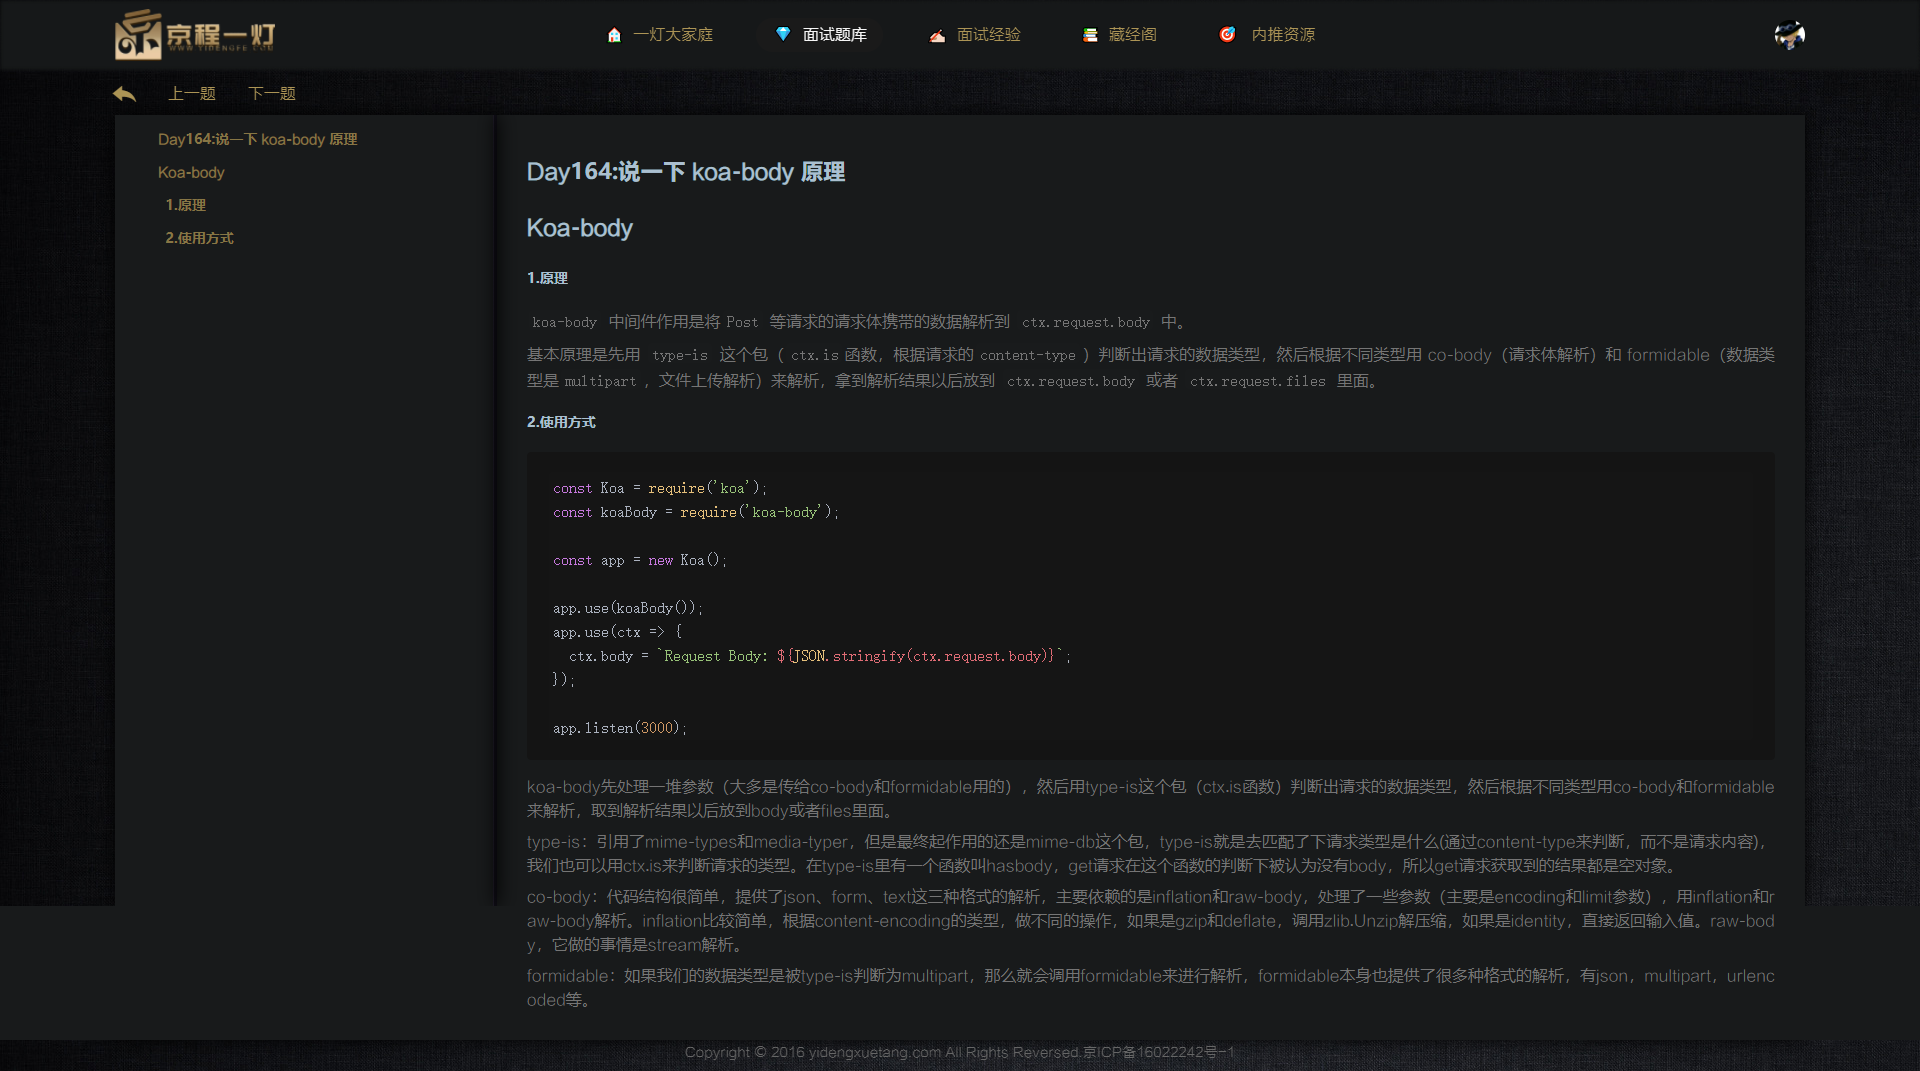 京程一灯
WWW.YIDENGFE.COM
一灯大家庭
面试题库
面试经验
藏经阁
内推资源
上一题
下一题
Day164:说一下 koa-body 原理
Koa-body
1.原理
2.使用方式
Day164:说一下 koa-body 原理
Koa-body
1.原理
koa-body 中间件作用是将 Post 等请求的请求体携带的数据解析到 ctx.request.body 中。
基本原理是先用 type-is 这个包（ ctx.is 函数，根据请求的 content-type ）判断出请求的数据类型，然后根据不同类型用 co-body（请求体解析）和 formidable（数据类
型是 multipart ，文件上传解析）来解析，拿到解析结果以后放到 ctx.request.body 或者 ctx.request.files 里面。
2.使用方式
const Koa = require('koa');
const koaBody = require('koa-body');
const app = new Koa();
app.use(koaBody());
app.use(ctx => {
ctx.body = `Request Body: ${JSON.stringify(ctx.request.body)}`;
});
app.listen(3000);
koa-body先处理一堆参数（大多是传给co-body和formidable用的），然后用type-is这个包（ctx.is函数）判断出请求的数据类型，然后根据不同类型用co-body和formidable
来解析，取到解析结果以后放到body或者files里面。
type-is：引用了mime-types和media-typer，但是最终起作用的还是mime-db这个包，type-is就是去匹配了下请求类型是什么(通过content-type来判断，而不是请求内容)，
我们也可以用ctx.is来判断请求的类型。在type-is里有一个函数叫hasbody，get请求在这个函数的判断下被认为没有body，所以get请求获取到的结果都是空对象。
co-body：代码结构很简单，提供了json、form、text这三种格式的解析，主要依赖的是inflation和raw-body，处理了一些参数（主要是encoding和limit参数），用inflation和r
aw-body解析。inflation比较简单，根据content-encoding的类型，做不同的操作，如果是gzip和deflate，调用zlib.Unzip解压缩，如果是identity，直接返回输入值。raw-bod
y，它做的事情是stream解析。
formidable：如果我们的数据类型是被type-is判断为multipart，那么就会调用formidable来进行解析，formidable本身也提供了很多种格式的解析，有json，multipart，urlenc
oded等。
Copyright © 2016 yidengxuetang.com All Rights Reversed.京ICP备16022242号-1